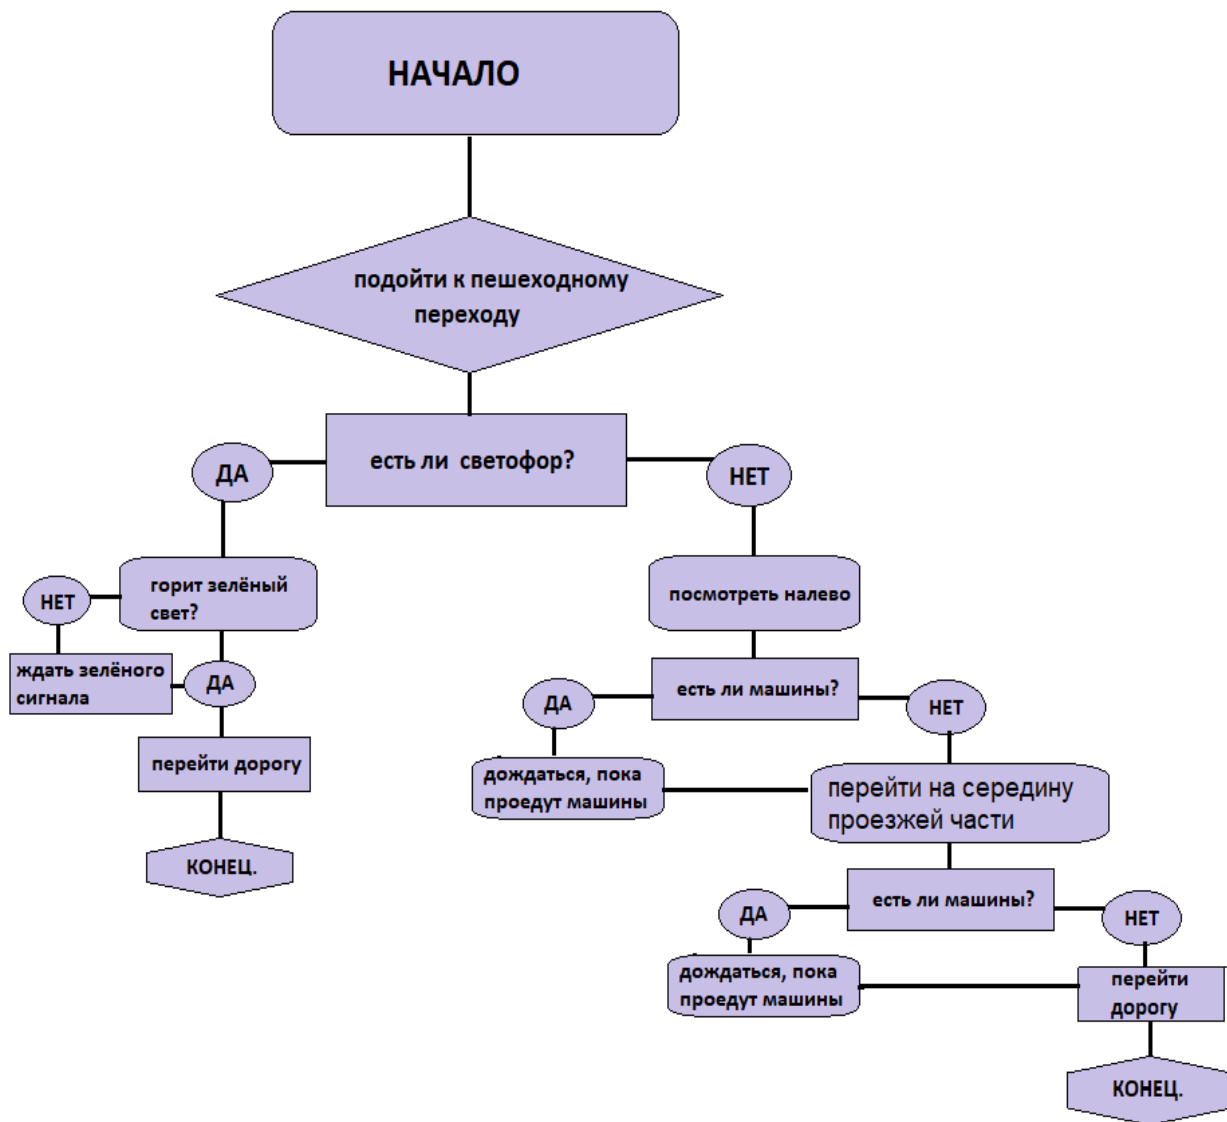 НАЧАЛО
подойти к пешеходному
переходу
есть ли светофор?
ДА
НЕТ
горит зелёный
свет?
НЕТ
ждать зелёного
сигнала
ДА
перейти дорогу
КОНЕЦ.
посмотреть налево
есть ли машины?
ДА
НЕТ
дождаться, пока
проедут машины
перейти на середину
проезжей части
есть ли машины?
ДА
НЕТ
дождаться, пока
проедут машины
перейти
дорогу
КОНЕЦ.